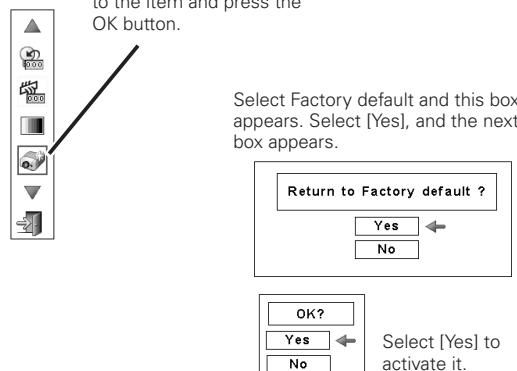 to the item and press the
OK button.
Select Factory default and this box
appears. Select [Yes], and the next
box appears.
Return to Factory default ?
Yes
No
OK?
Yes
No
Select [Yes] to
activate it.